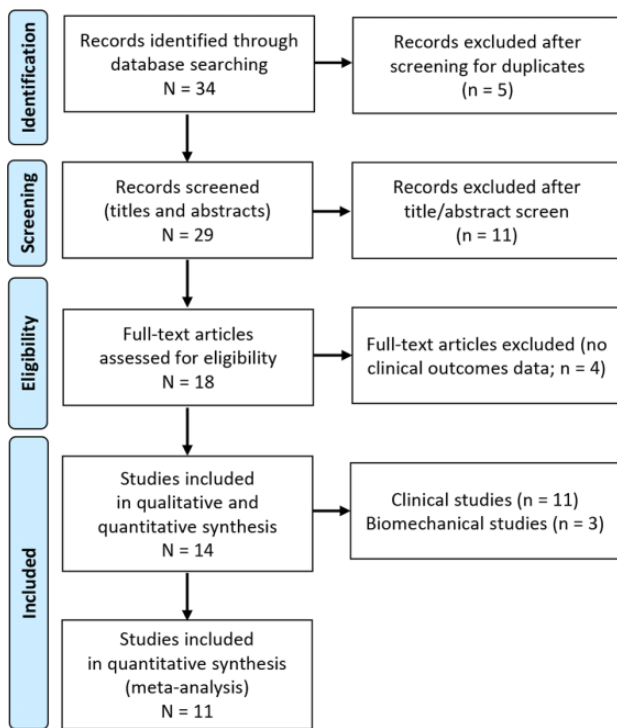 Identification
Records identified through
database searching
N = 34
Records excluded after
screening for duplicates
(n = 5)
Screening
Records screened
(titles and abstracts)
N = 29
Records excluded after
title/abstract screen
(n = 11)
Eligibility
Full-text articles
assessed for eligibility
N = 18
Full-text articles excluded (no
clinical outcomes data; n = 4)
Included
Studies included
in qualitative and
quantitative synthesis
N = 14
Clinical studies (n = 11)
Biomechanical studies (n = 3)
Studies included
in quantitative synthesis
(meta-analysis)
N = 11